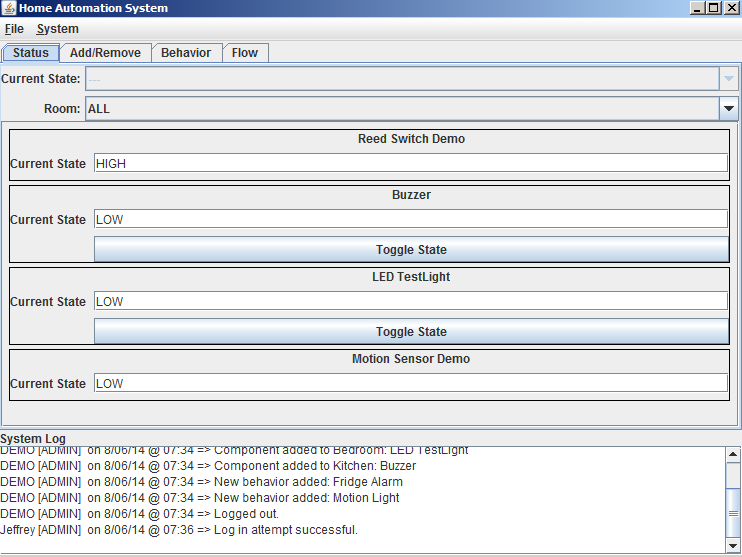 Home Automation System
File System
Status Add/Remove Behavior Flow
Current State: ---
Room: ALL
Reed Switch Demo
Current State HIGH
Buzzer
Current State LOW
Toggle State
LED TestLight
Current State LOW
Toggle State
Motion Sensor Demo
Current State LOW
System Log
DEMO [ADMIN] on 8/06/14 @ 07:34 => Component added to Bedroom: LED TestLight
DEMO [ADMIN] on 8/06/14 @ 07:34 => Component added to Kitchen: Buzzer
DEMO [ADMIN] on 8/06/14 @ 07:34 => New behavior added: Fridge Alarm
DEMO [ADMIN] on 8/06/14 @ 07:34 => New behavior added: Motion Light
DEMO [ADMIN] on 8/06/14 @ 07:34 => Logged out.
Jeffrey [ADMIN] on 8/06/14 @ 07:36 => Log in attempt successful.